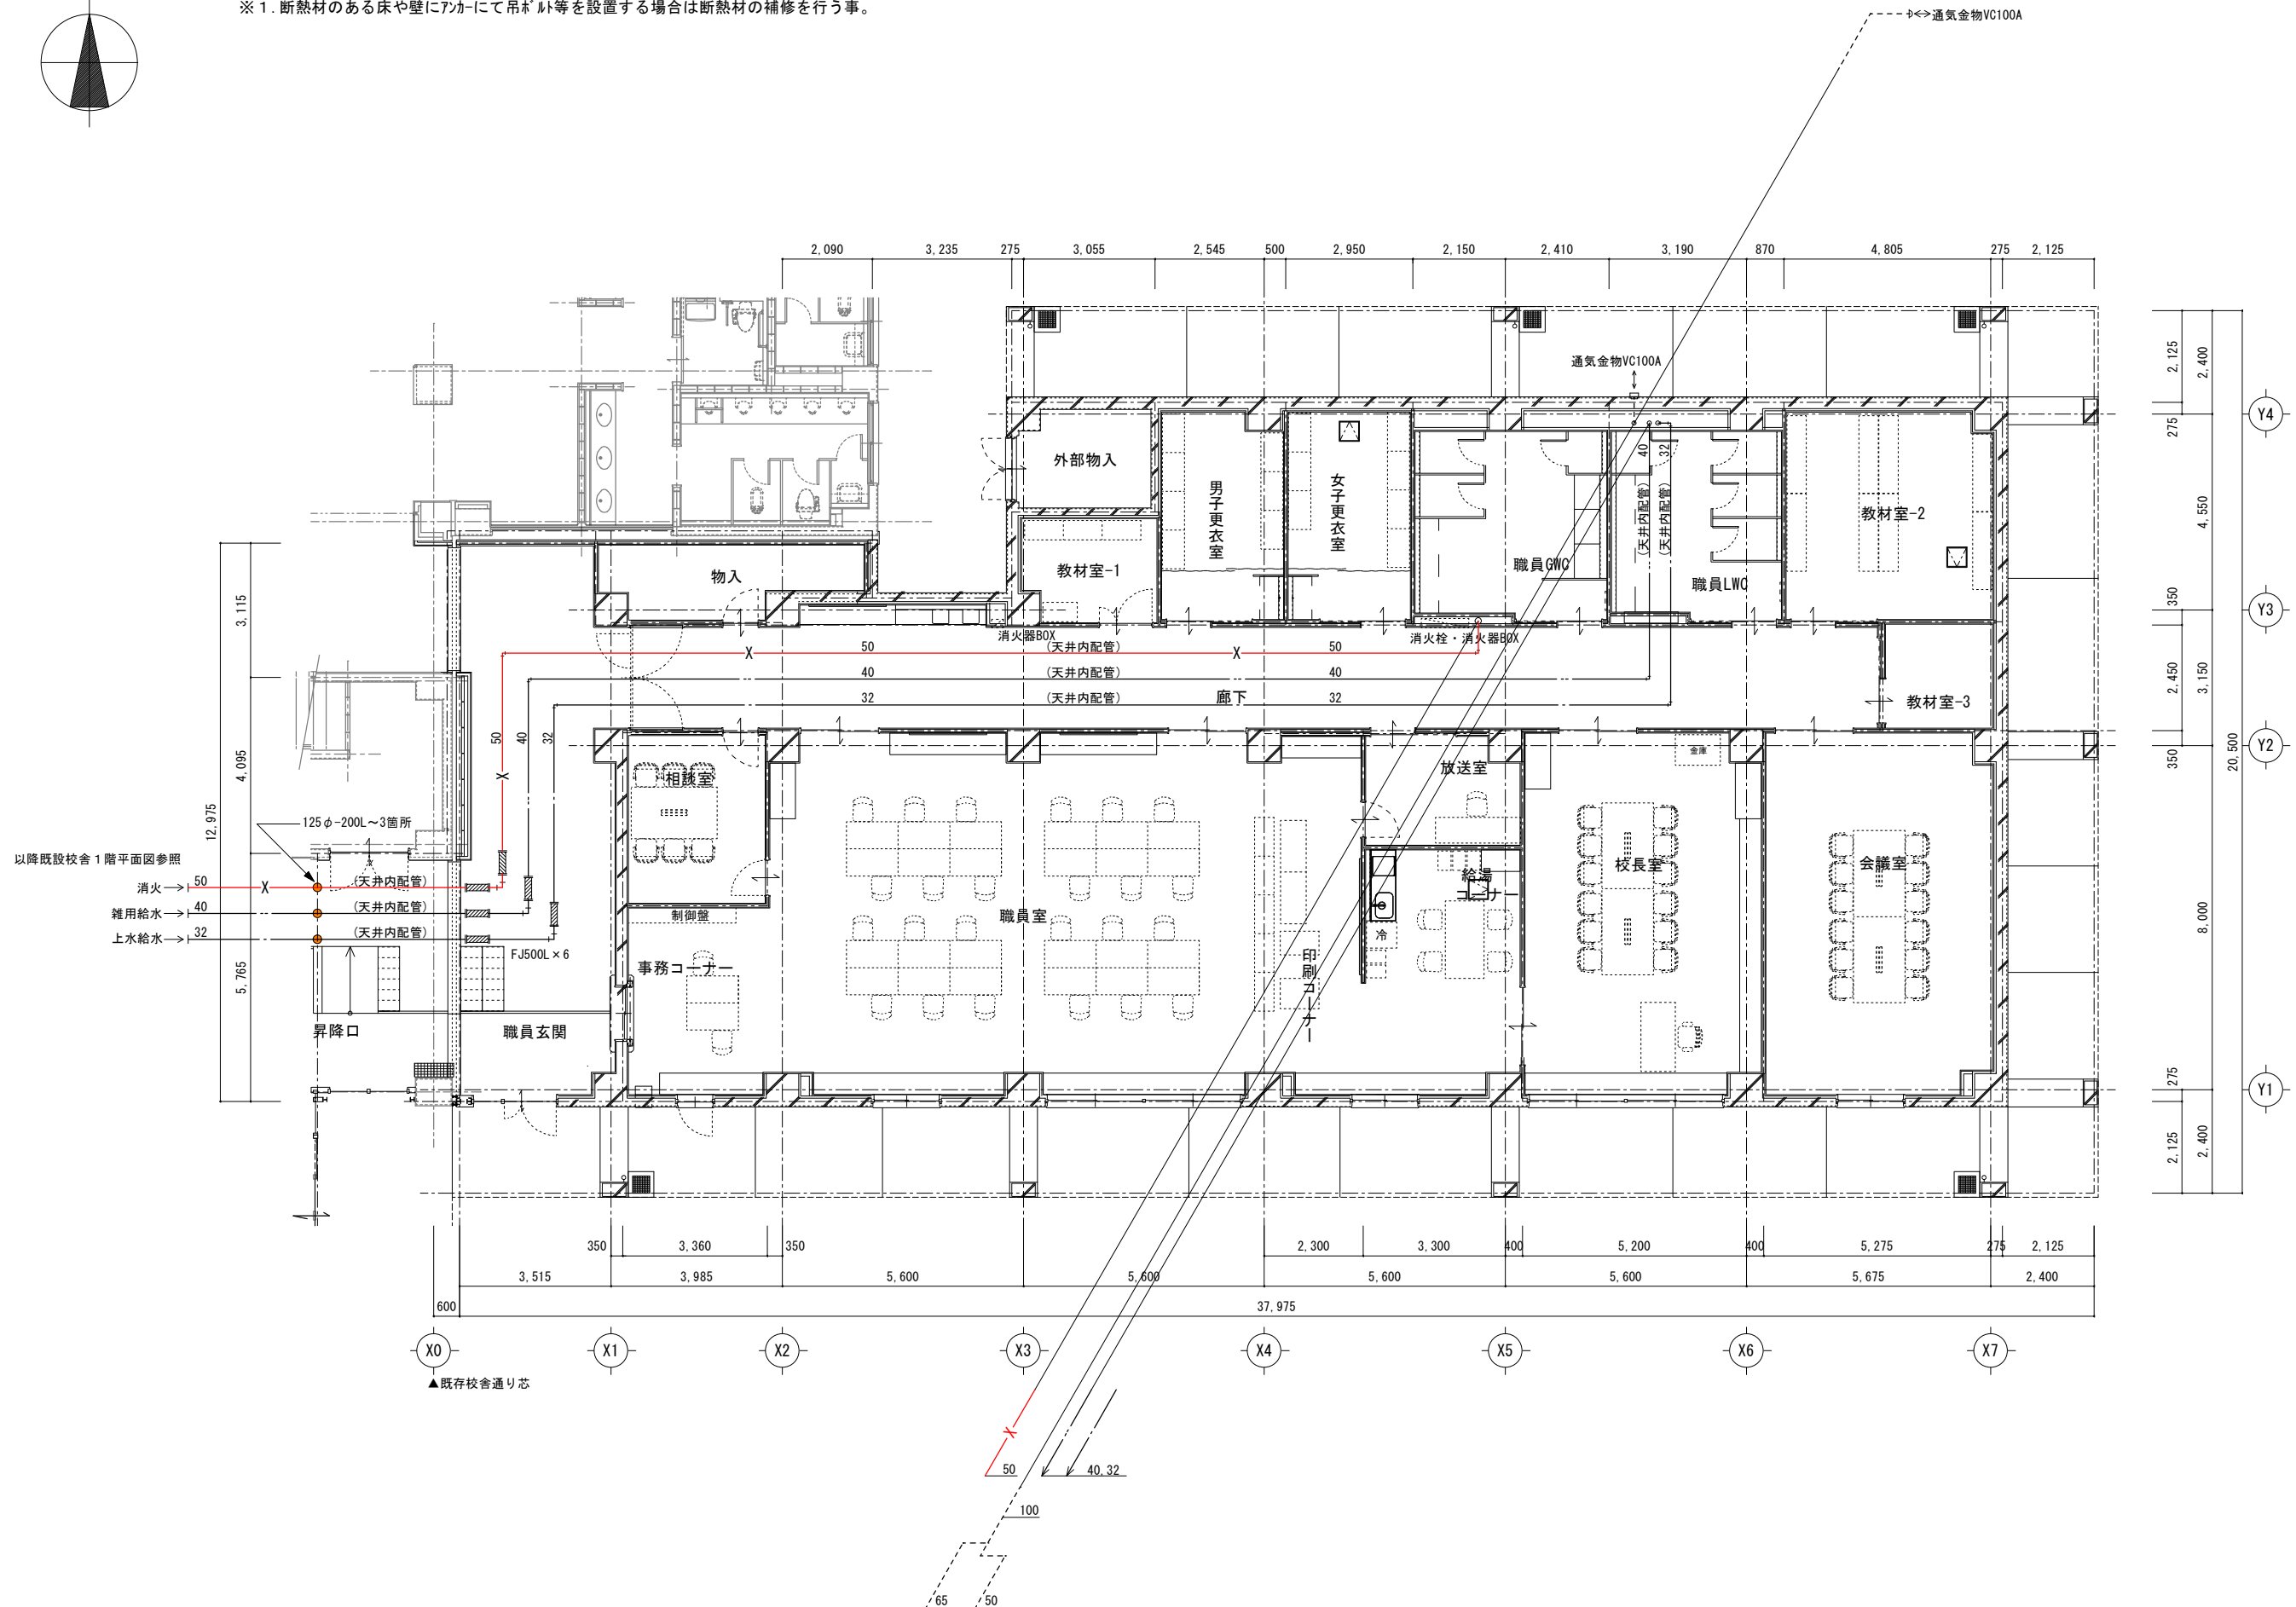 ※１.断熱材のある床や壁にｱﾝｶｰにて吊ﾎﾞﾙﾄ等を設置する場合は断熱材の補修を行う事。
通気金物VC100A
2,090
3,235
275
3,055
2,545
500
2,950
2,150
2,410
3,190
870
4,805
275
2,125
通気金物VC100A
2,125
2,400
Y4
275
4,550
350
Y3
2,450
3,150
20,500
Y2
350
8,000
275
Y1
2,125
2,400
外部物入
男子更衣室
女子更衣室
40
32
(天井内配管)
(天井内配管)
教材室-2
物入
教材室-1
職員GWC
職員LWC
消火器BOX
消火栓・消火器BOX
50
(天井内配管)
50
40
(天井内配管)
40
32
(天井内配管)
廊下
32
教材室-3
X
X
3,115
4,095
12,975
5,765
50
40
32
X
相談室
放送室
金庫
125φ-200L～3箇所
以降既設校舎１階平面図参照
消火
50
X
(天井内配管)
雑用給水
40
(天井内配管)
上水給水
32
(天井内配管)
FJ500L×6
制御盤
職員室
給湯
コーナー
冷
校長室
会議室
事務コーナー
印刷コーナー
昇降口
職員玄関
350
3,360
350
2,300
3,300
400
5,200
400
5,275
275
2,125
3,515
3,985
5,600
5,600
5,600
5,600
5,675
2,400
600
37,975
X0
X1
X2
X3
X4
X5
X6
X7
▲既存校舎通り芯
X
50
40,32
100
65
50